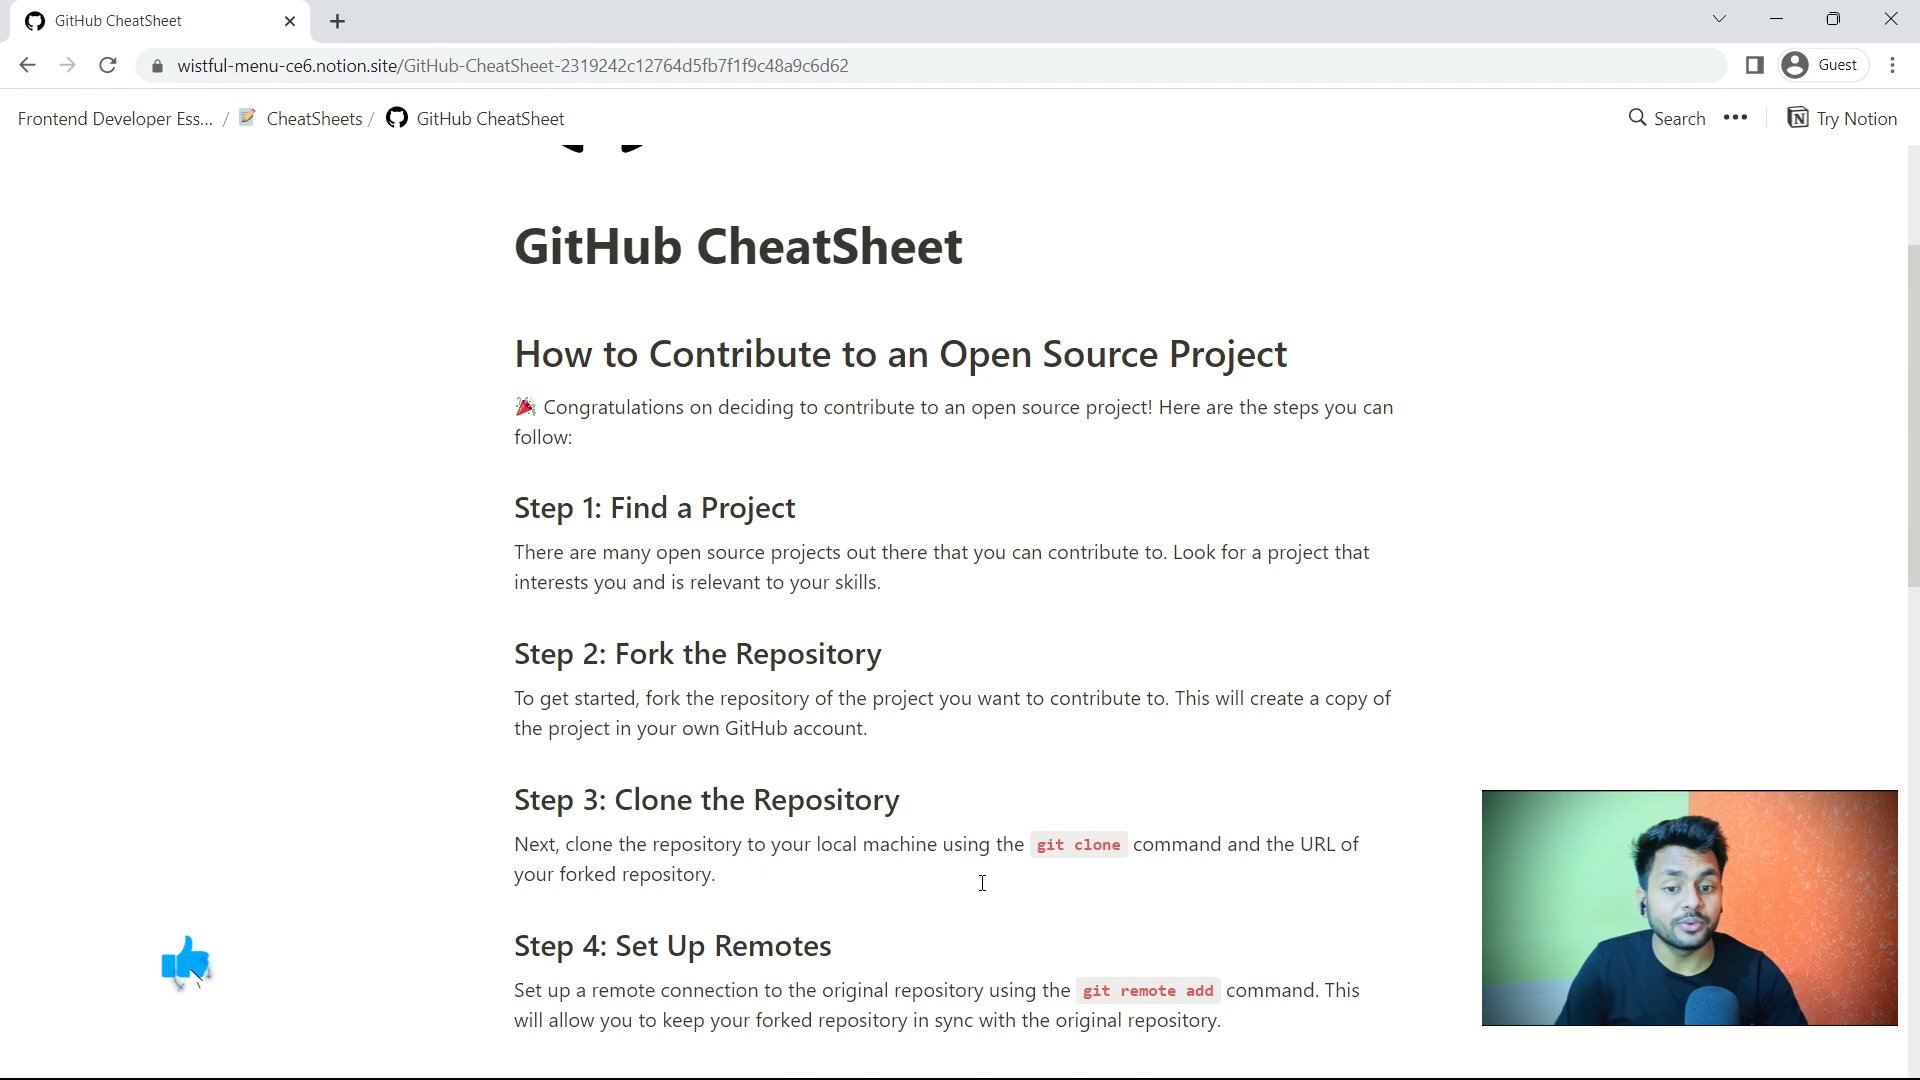 GitHub CheatSheet
wistful-menu-ce6.notion.site/GitHub-CheatSheet-2319242c12764d5fb7f1f9c48a9c6d62
Guest
Frontend Developer Ess... / CheatSheets / GitHub CheatSheet
Search
Try Notion
GitHub CheatSheet
How to Contribute to an Open Source Project
🎉 Congratulations on deciding to contribute to an open source project! Here are the steps you can
follow:
Step 1: Find a Project
There are many open source projects out there that you can contribute to. Look for a project that
interests you and is relevant to your skills.
Step 2: Fork the Repository
To get started, fork the repository of the project you want to contribute to. This will create a copy of
the project in your own GitHub account.
Step 3: Clone the Repository
Next, clone the repository to your local machine using the git clone command and the URL of
your forked repository.
Step 4: Set Up Remotes
Set up a remote connection to the original repository using the git remote add command. This
will allow you to keep your forked repository in sync with the original repository.